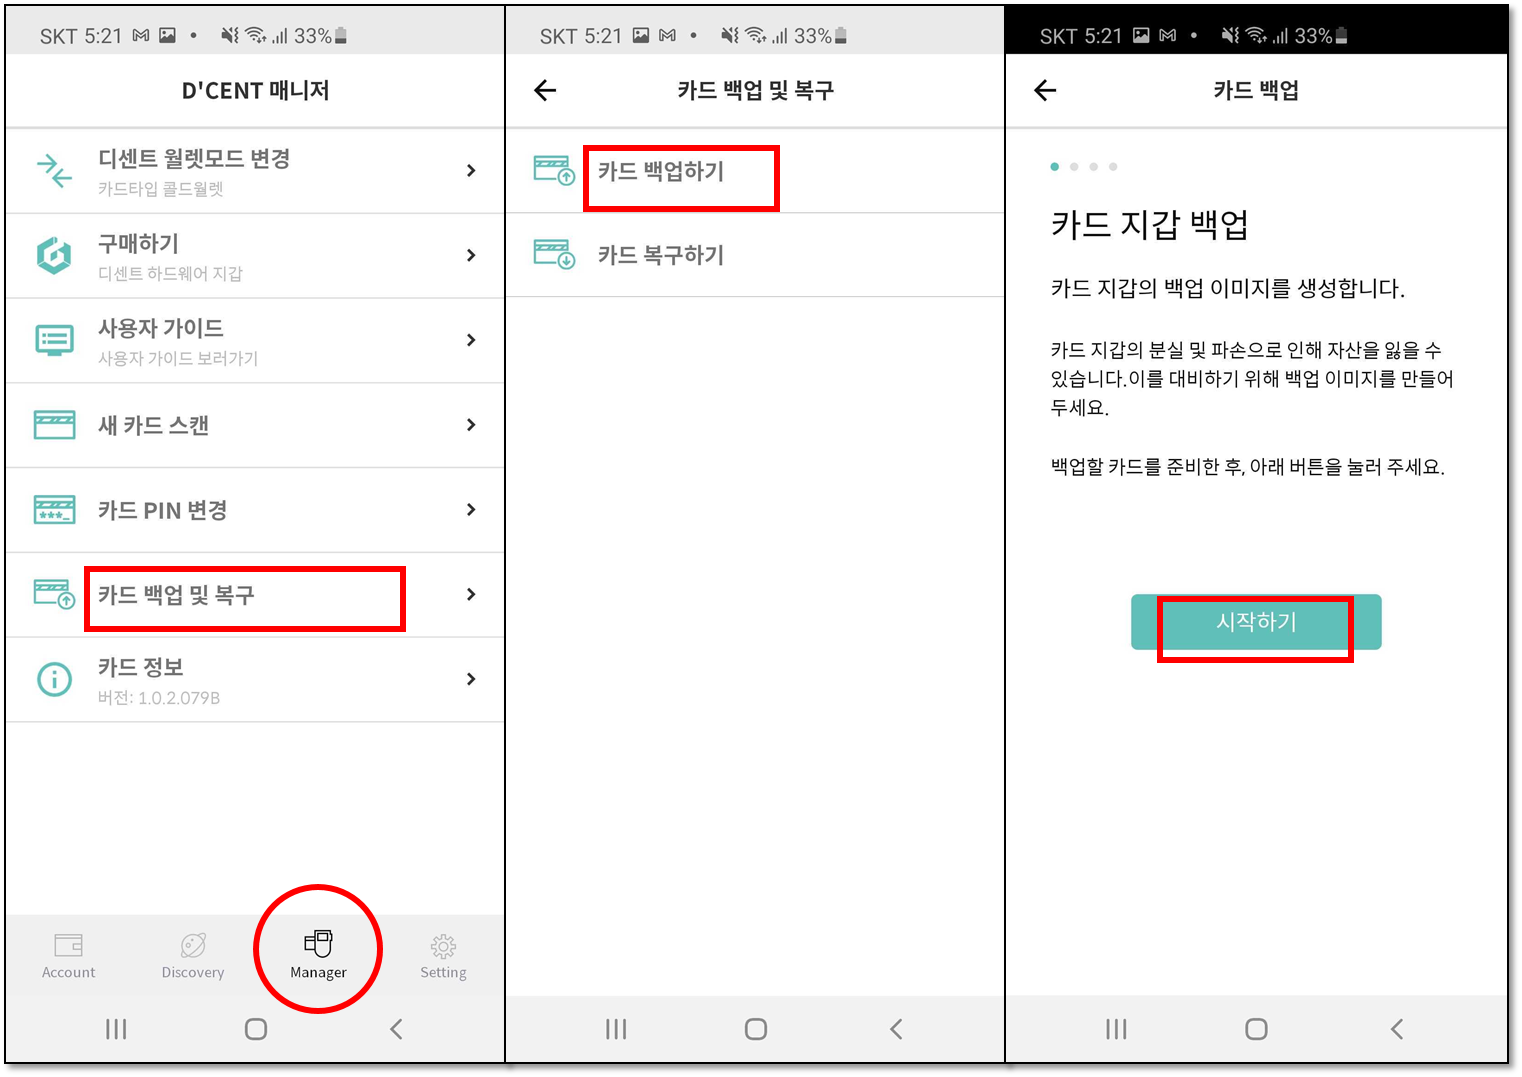 SKT 5:21
33%
D'CENT 매니저
디센트 월렛모드 변경
카드타입 콜드월렛
구매하기
디센트 하드웨어 지갑
사용자 가이드
사용자 가이드 보러가기
새 카드 스캔
카드 PIN 변경
카드 백업 및 복구
카드 정보
버전: 1.0.2.079B
Account
Discovery
Manager
Setting
SKT 5:21
33%
카드 백업 및 복구
카드 백업하기
카드 복구하기
SKT 5:21
33%
카드 백업
카드 지갑 백업
카드 지갑의 백업 이미지를 생성합니다.
카드 지갑의 분실 및 파손으로 인해 자산을 잃을 수
있습니다.이를 대비하기 위해 백업 이미지를 만들어
두세요.
백업할 카드를 준비한 후, 아래 버튼을 눌러 주세요.
시작하기